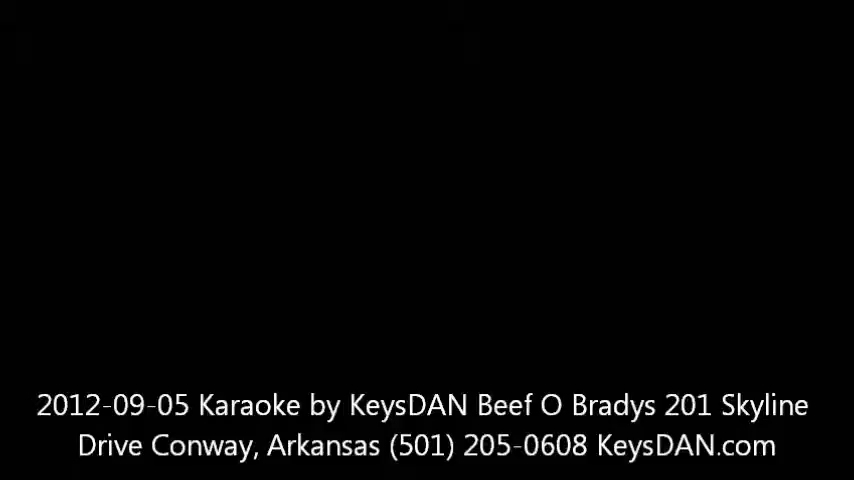 2012-09-05 Karaoke by KeysDAN Beef O Bradys 201 Skyline
Drive Conway, Arkansas (501) 205-0608 KeysDAN.com